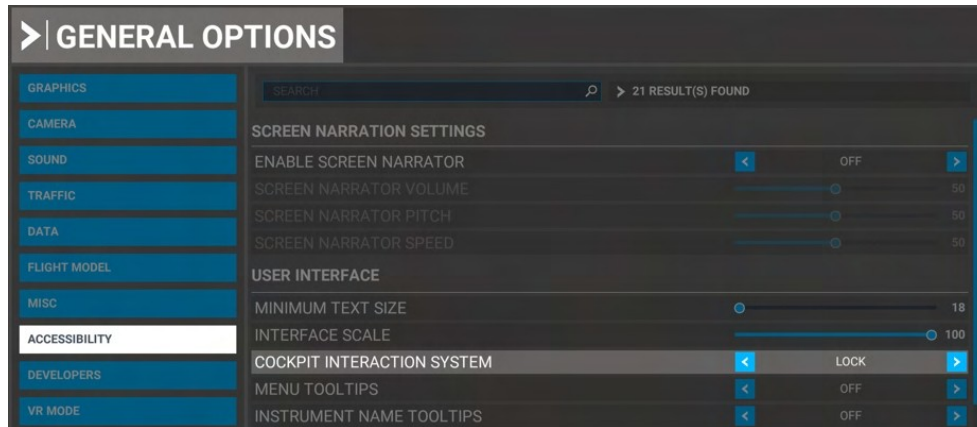 GENERAL OPTIONS
GRAPHICS
CAMERA
SOUND
TRAFFIC
DATA
FLIGHT MODEL
MISC
ACCESSIBILITY
DEVELOPERS
VR MODE
SEARCH
21 RESULT(S) FOUND
SCREEN NARRATION SETTINGS
ENABLE SCREEN NARRATOR OFF
SCREEN NARRATOR VOLUME 50
SCREEN NARRATOR PITCH 50
SCREEN NARRATOR SPEED 50
USER INTERFACE
MINIMUM TEXT SIZE 18
INTERFACE SCALE 100
COCKPIT INTERACTION SYSTEM LOCK
MENU TOOLTIPS OFF
INSTRUMENT NAME TOOLTIPS OFF